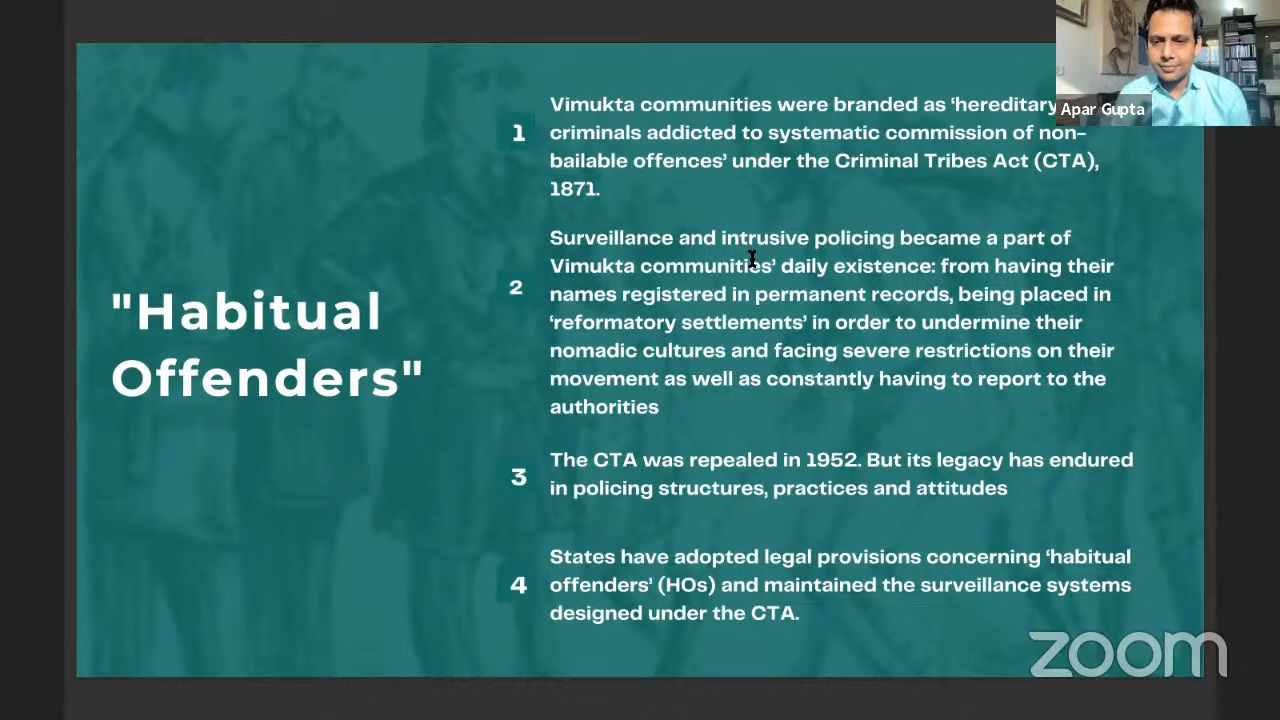 Apar Gupta
"Habitual
Offenders"
1
Vimukta communities were branded as ‘hereditary
criminals addicted to systematic commission of non-
bailable offences’ under the Criminal Tribes Act (CTA),
1871.
2
Surveillance and intrusive policing became a part of
Vimukta communities’ daily existence: from having their
names registered in permanent records, being placed in
‘reformatory settlements’ in order to undermine their
nomadic cultures and facing severe restrictions on their
movement as well as constantly having to report to the
authorities
3
The CTA was repealed in 1952. But its legacy has endured
in policing structures, practices and attitudes
4
States have adopted legal provisions concerning ‘habitual
offenders’ (HOs) and maintained the surveillance systems
designed under the CTA.
zoom